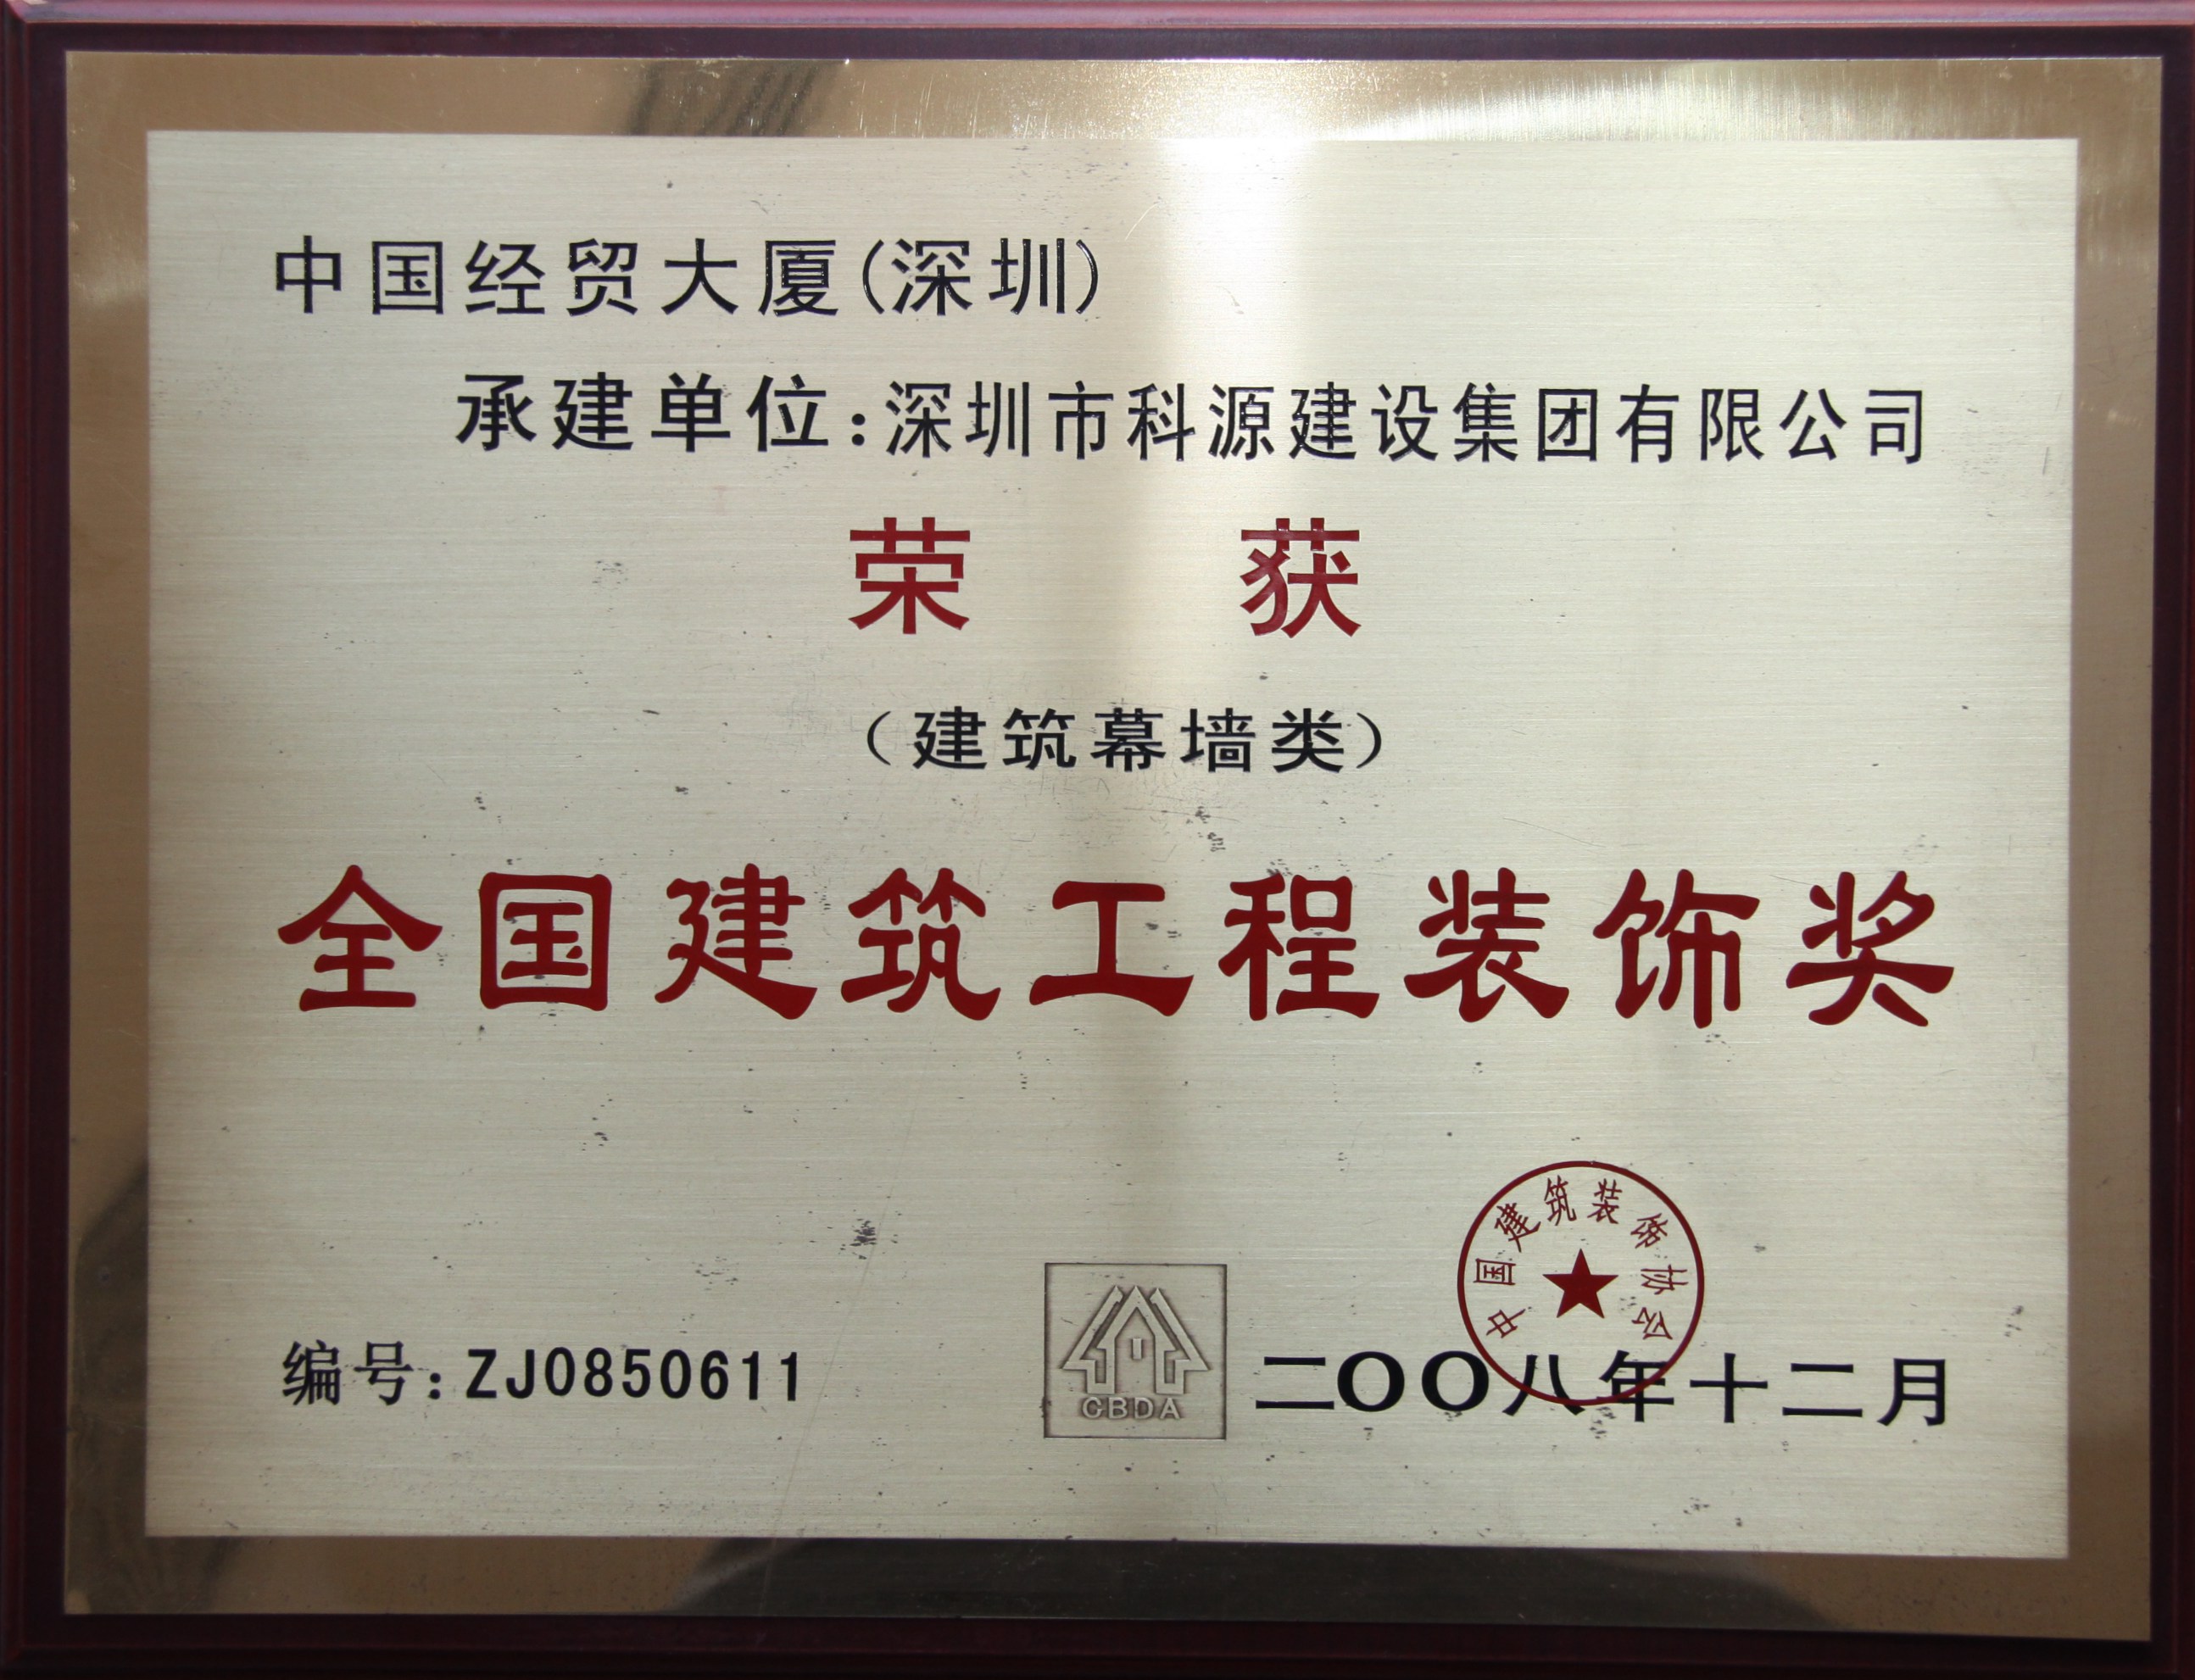 中国经贸大厦(深圳)
承建单位:深圳市科源建设集团有限公司
荣获
(建筑幕墙类)
全国建筑工程装饰奖
中国建筑装饰协会
编号:ZJ0850611
CBDA
二〇〇八年十二月